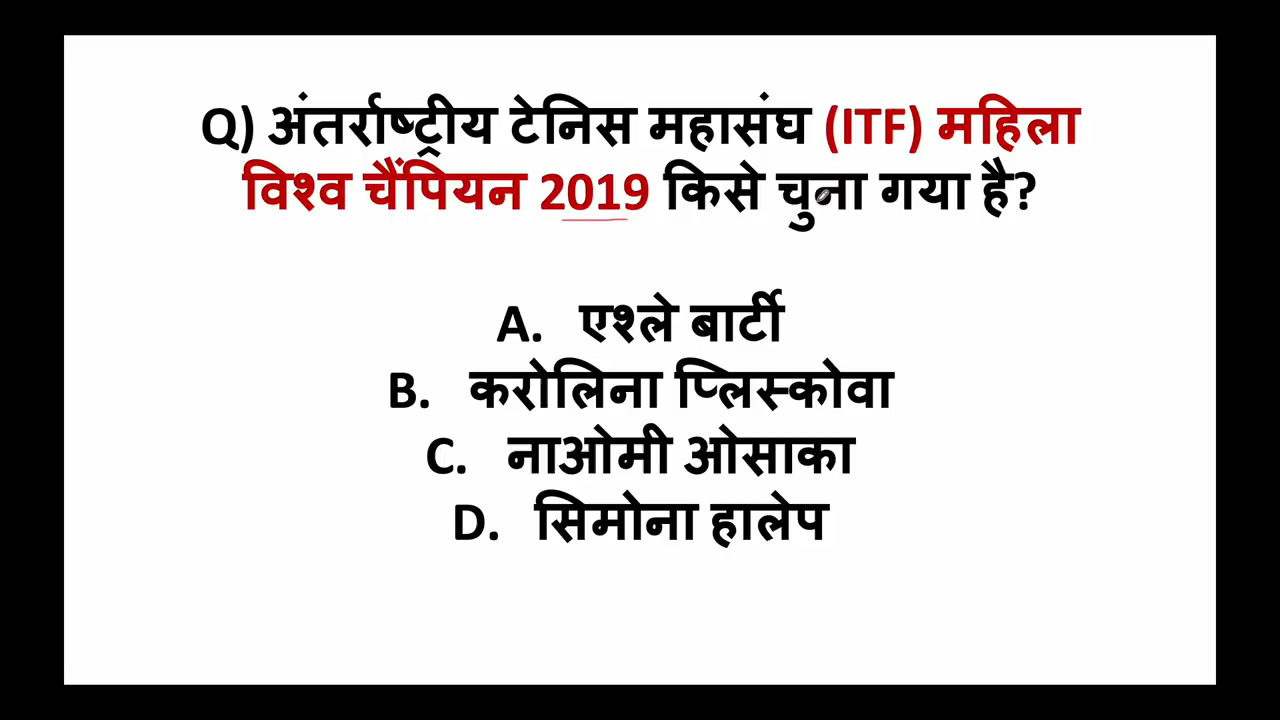 Q) अंतर्राष्ट्रीय टेनिस महासंघ (ITF) महिला
विश्व चैंपियन 2019 किसे चुना गया है?
A. एश्ले बार्टी
B. करोलिना प्लिस्कोवा
C. नाओमी ओसाका
D. सिमोना हालेप